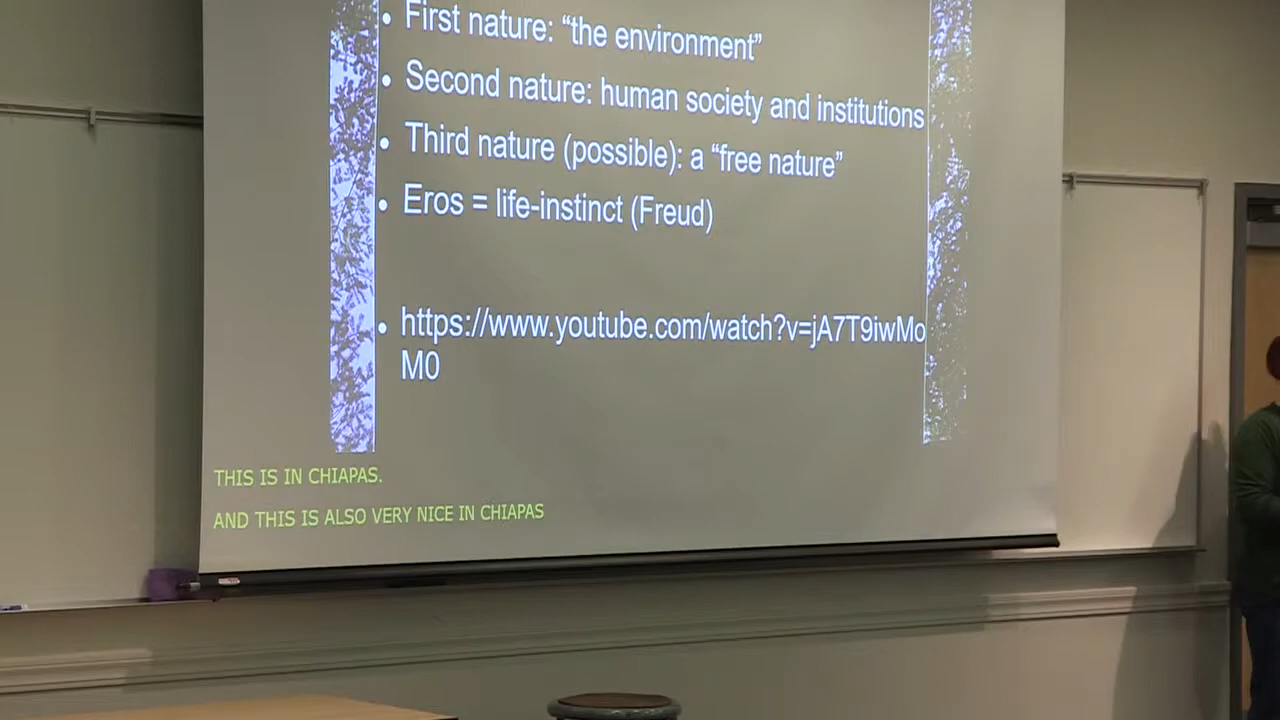 • First nature: “the environment”
• Second nature: human society and institutions
• Third nature (possible): a “free nature”
• Eros = life-instinct (Freud)
• https://www.youtube.com/watch?v=jA7T9iwMo
M0
THIS IS IN CHIAPAS.
AND THIS IS ALSO VERY NICE IN CHIAPAS